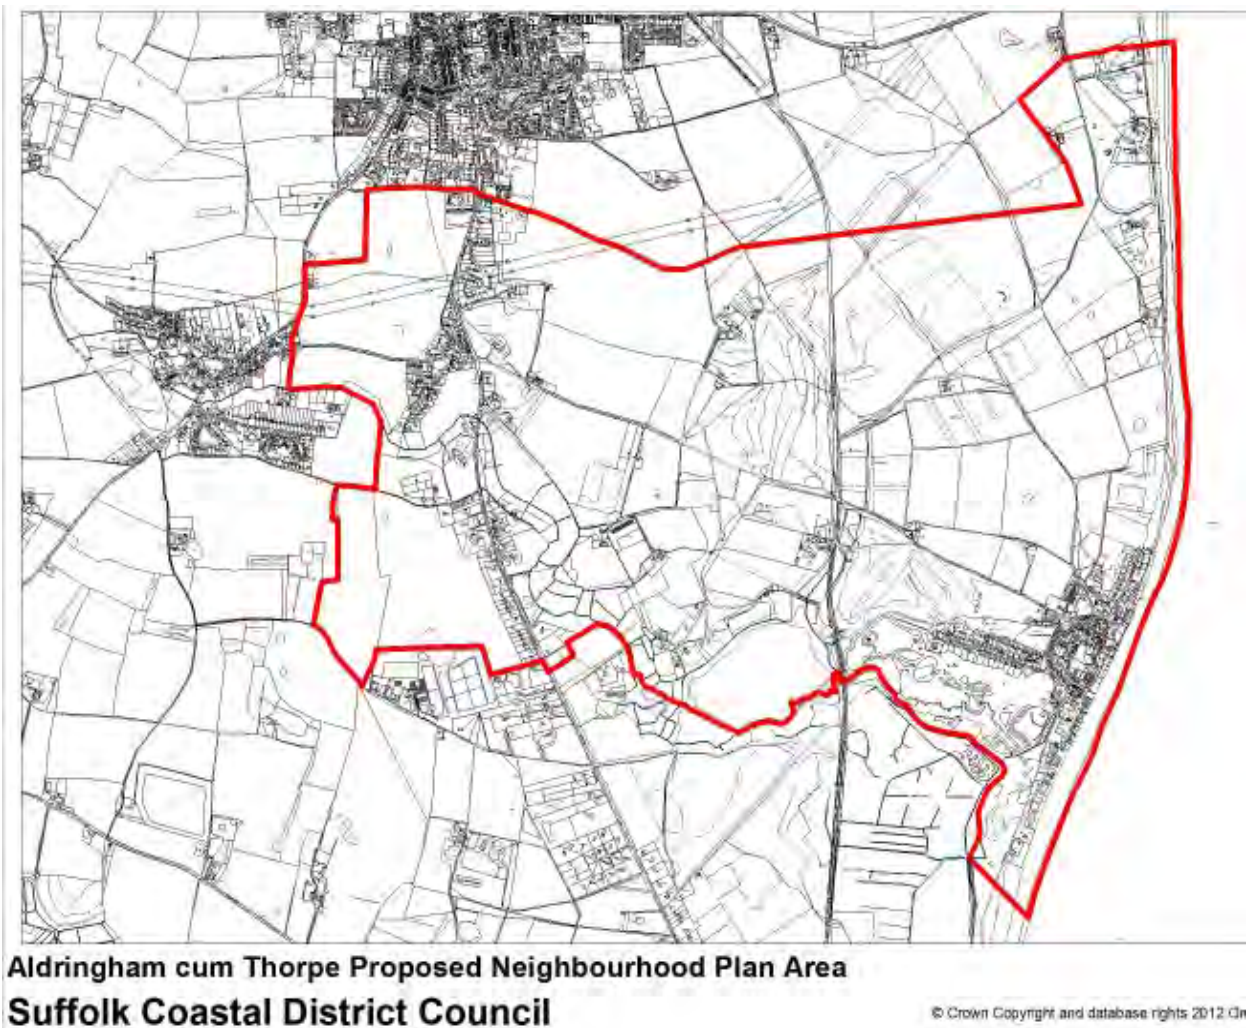 Aldringham cum Thorpe Proposed Neighbourhood Plan Area
Suffolk Coastal District Council
© Crown Copyright and database rights 2012